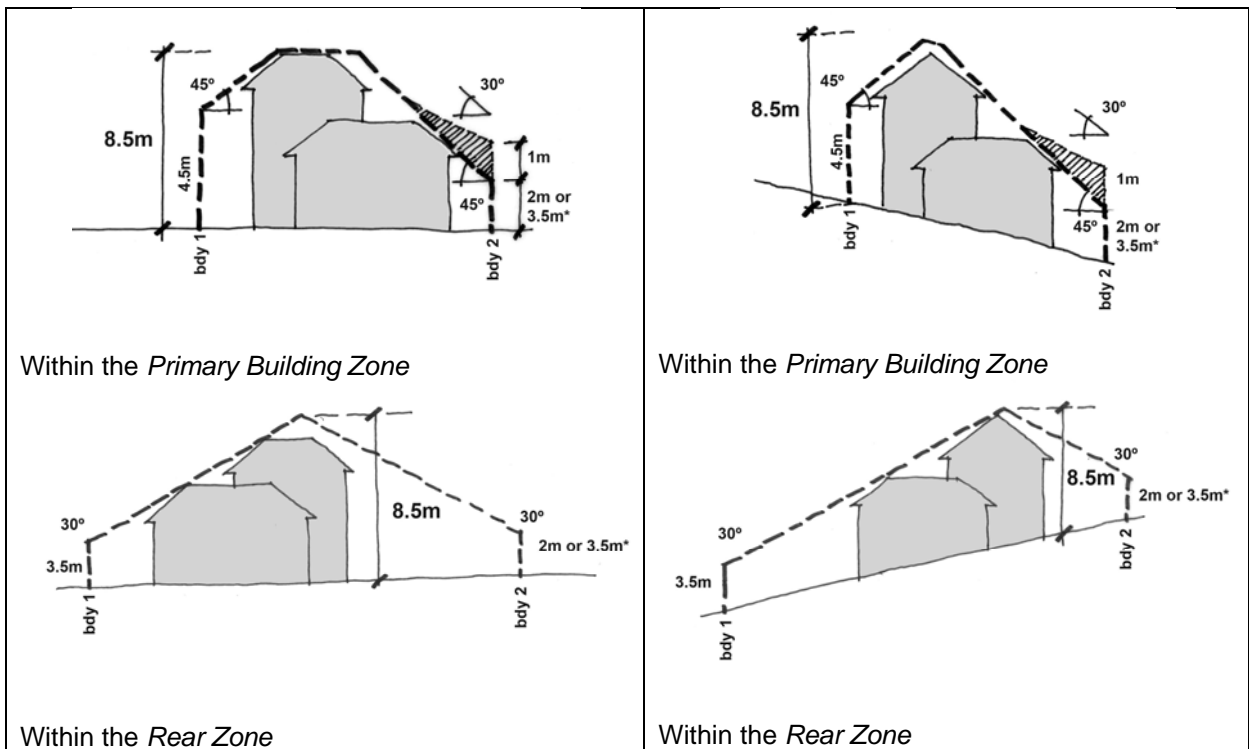 45º
30º
8.5m
4.5m
1m
45º
2m or
3.5m*
bdy 1
bdy 2
Within the Primary Building Zone
45º
30º
8.5m
4.5m
1m
45º
2m or
3.5m*
bdy 1
bdy 2
Within the Primary Building Zone
30º
8.5m
30º
3.5m
2m or 3.5m*
bdy 1
bdy 2
Within the Rear Zone
30º
30º
8.5m
2m or 3.5m*
3.5m
bdy 2
bdy 1
Within the Rear Zone